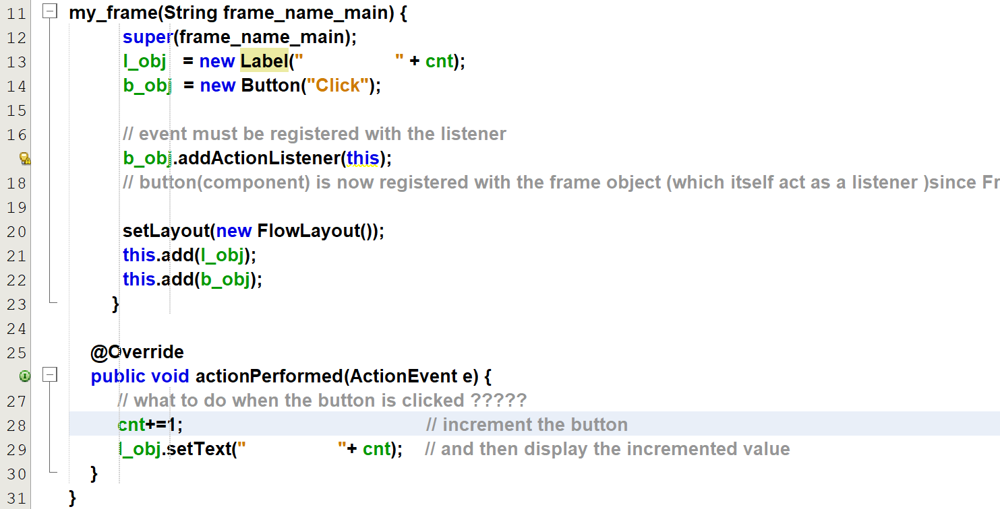 11 my_frame(String frame_name_main) {
12 super(frame_name_main);
13 l_obj = new Label("                " + cnt);
14 b_obj = new Button("Click");
15
16 // event must be registered with the listener
b_obj.addActionListener(this);
18 // button(component) is now registered with the frame object (which itself act as a listener )since Fr
19
20 setLayout(new FlowLayout());
21 this.add(l_obj);
22 this.add(b_obj);
23 }
24
25 @Override
public void actionPerformed(ActionEvent e) {
27 // what to do when the button is clicked ?????
28 cnt+=1; // increment the button
29 l_obj.setText("                "+ cnt); // and then display the incremented value
30 }
31 }